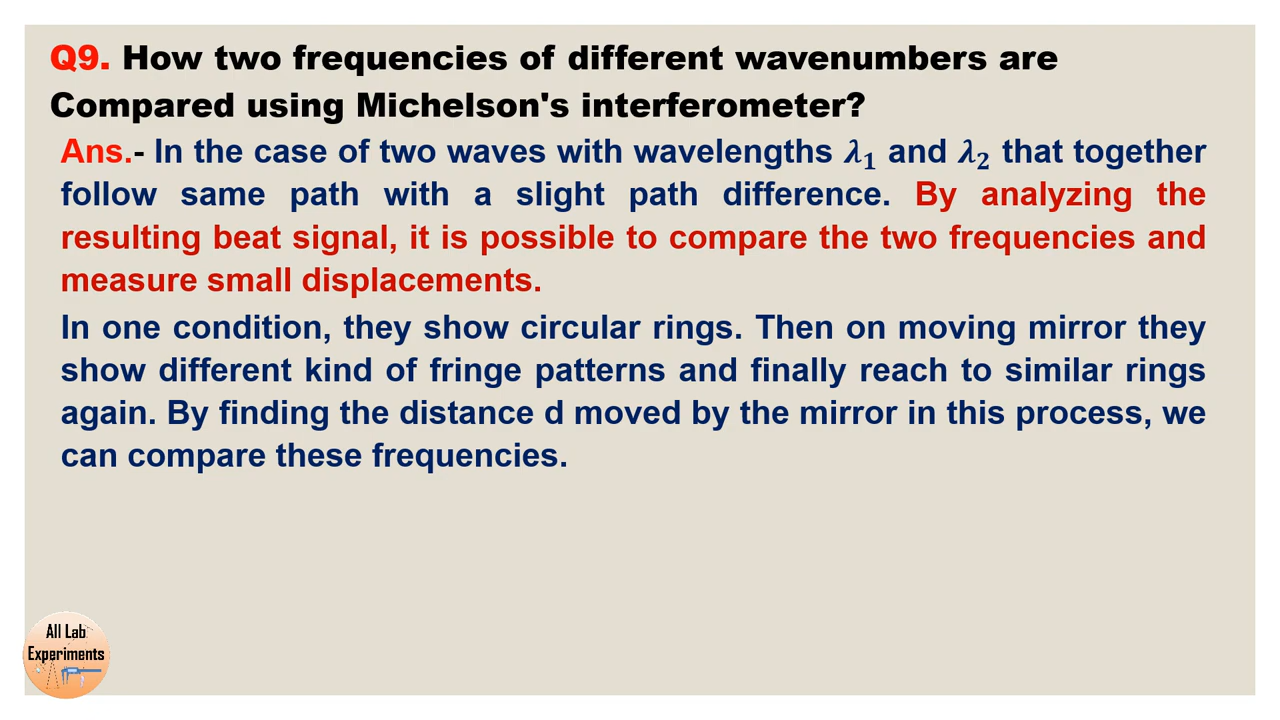 Q9. How two frequencies of different wavenumbers are
Compared using Michelson's interferometer?
Ans.- In the case of two waves with wavelengths λ₁ and λ₂ that together
follow same path with a slight path difference. By analyzing the
resulting beat signal, it is possible to compare the two frequencies and
measure small displacements.
In one condition, they show circular rings. Then on moving mirror they
show different kind of fringe patterns and finally reach to similar rings
again. By finding the distance d moved by the mirror in this process, we
can compare these frequencies.
All Lab
Experiments